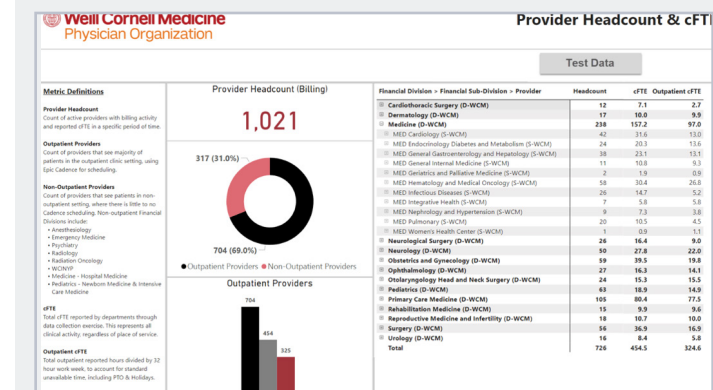 Weill Cornell Medicine
Physician Organization
Provider Headcount & cFT
Test Data
Metric Definitions
Provider Headcount
Count of active providers with billing activity
and reported cFTE in a specific period of time.
Outpatient Providers
Count of providers that see majority of
patients in the outpatient clinic setting, using
Epic Cadence for scheduling.
Non-Outpatient Providers
Count of providers that see patients in non-
outpatient setting, where there is little to no
Cadence scheduling. Non-outpatient Financial
Divisions include:
• Anesthesiology
• Emergency Medicine
• Psychiatry
• Radiology
• Radiation Oncology
• WCINYP
• Medicine - Hospital Medicine
• Pediatrics - Newborn Medicine & Intensive
Care Medicine
cFTE
Total cFTE reported by departments through
data collection exercise. This represents all
clinical activity, regardless of place of service.
Outpatient cFTE
Total outpatient reported hours divided by 32
hour work week, to account for standard
unavailable time, including PTO & Holidays.
Provider Headcount (Billing)
1,021
317 (31.0%)
704 (69.0%)
Outpatient Providers Non-Outpatient Providers
Outpatient Providers
704
454
325
Financial Division > Financial Sub-Division > Provider Headcount cFTE Outpatient cFTE
Cardiothoracic Surgery (D-WCM) 12 7.1 2.7
Dermatology (D-WCM) 17 10.0 9.9
Medicine (D-WCM) 238 157.2 97.0
MED Cardiology (S-WCM) 42 31.6 13.0
MED Endocrinology Diabetes and Metabolism (S-WCM) 24 20.3 13.6
MED General Gastroenterology and Hepatology (S-WCM) 38 23.1 13.1
MED General Internal Medicine (S-WCM) 11 10.8 9.3
MED Geriatrics and Palliative Medicine (S-WCM) 2 1.9 0.9
MED Hematology and Medical Oncology (S-WCM) 58 30.4 26.8
MED Infectious Diseases (S-WCM) 26 14.7 5.2
MED Integrative Health (S-WCM) 7 5.8 5.8
MED Nephrology and Hypertension (S-WCM) 9 7.3 3.8
MED Pulmonary (S-WCM) 20 10.5 4.5
MED Women's Health Center (S-WCM) 1 0.9 1.1
Neurological Surgery (D-WCM) 26 16.4 9.0
Neurology (D-WCM) 50 27.8 22.0
Obstetrics and Gynecology (D-WCM) 59 39.5 19.8
Ophthalmology (D-WCM) 27 16.3 14.1
Otolaryngology Head and Neck Surgery (D-WCM) 24 15.3 15.5
Pediatrics (D-WCM) 63 18.9 14.9
Primary Care Medicine (D-WCM) 105 80.4 77.5
Rehabilitation Medicine (D-WCM) 15 9.9 9.6
Reproductive Medicine and Infertility (D-WCM) 18 10.7 10.0
Surgery (D-WCM) 56 36.9 16.9
Urology (D-WCM) 16 8.4 5.8
Total 726 454.5 324.6